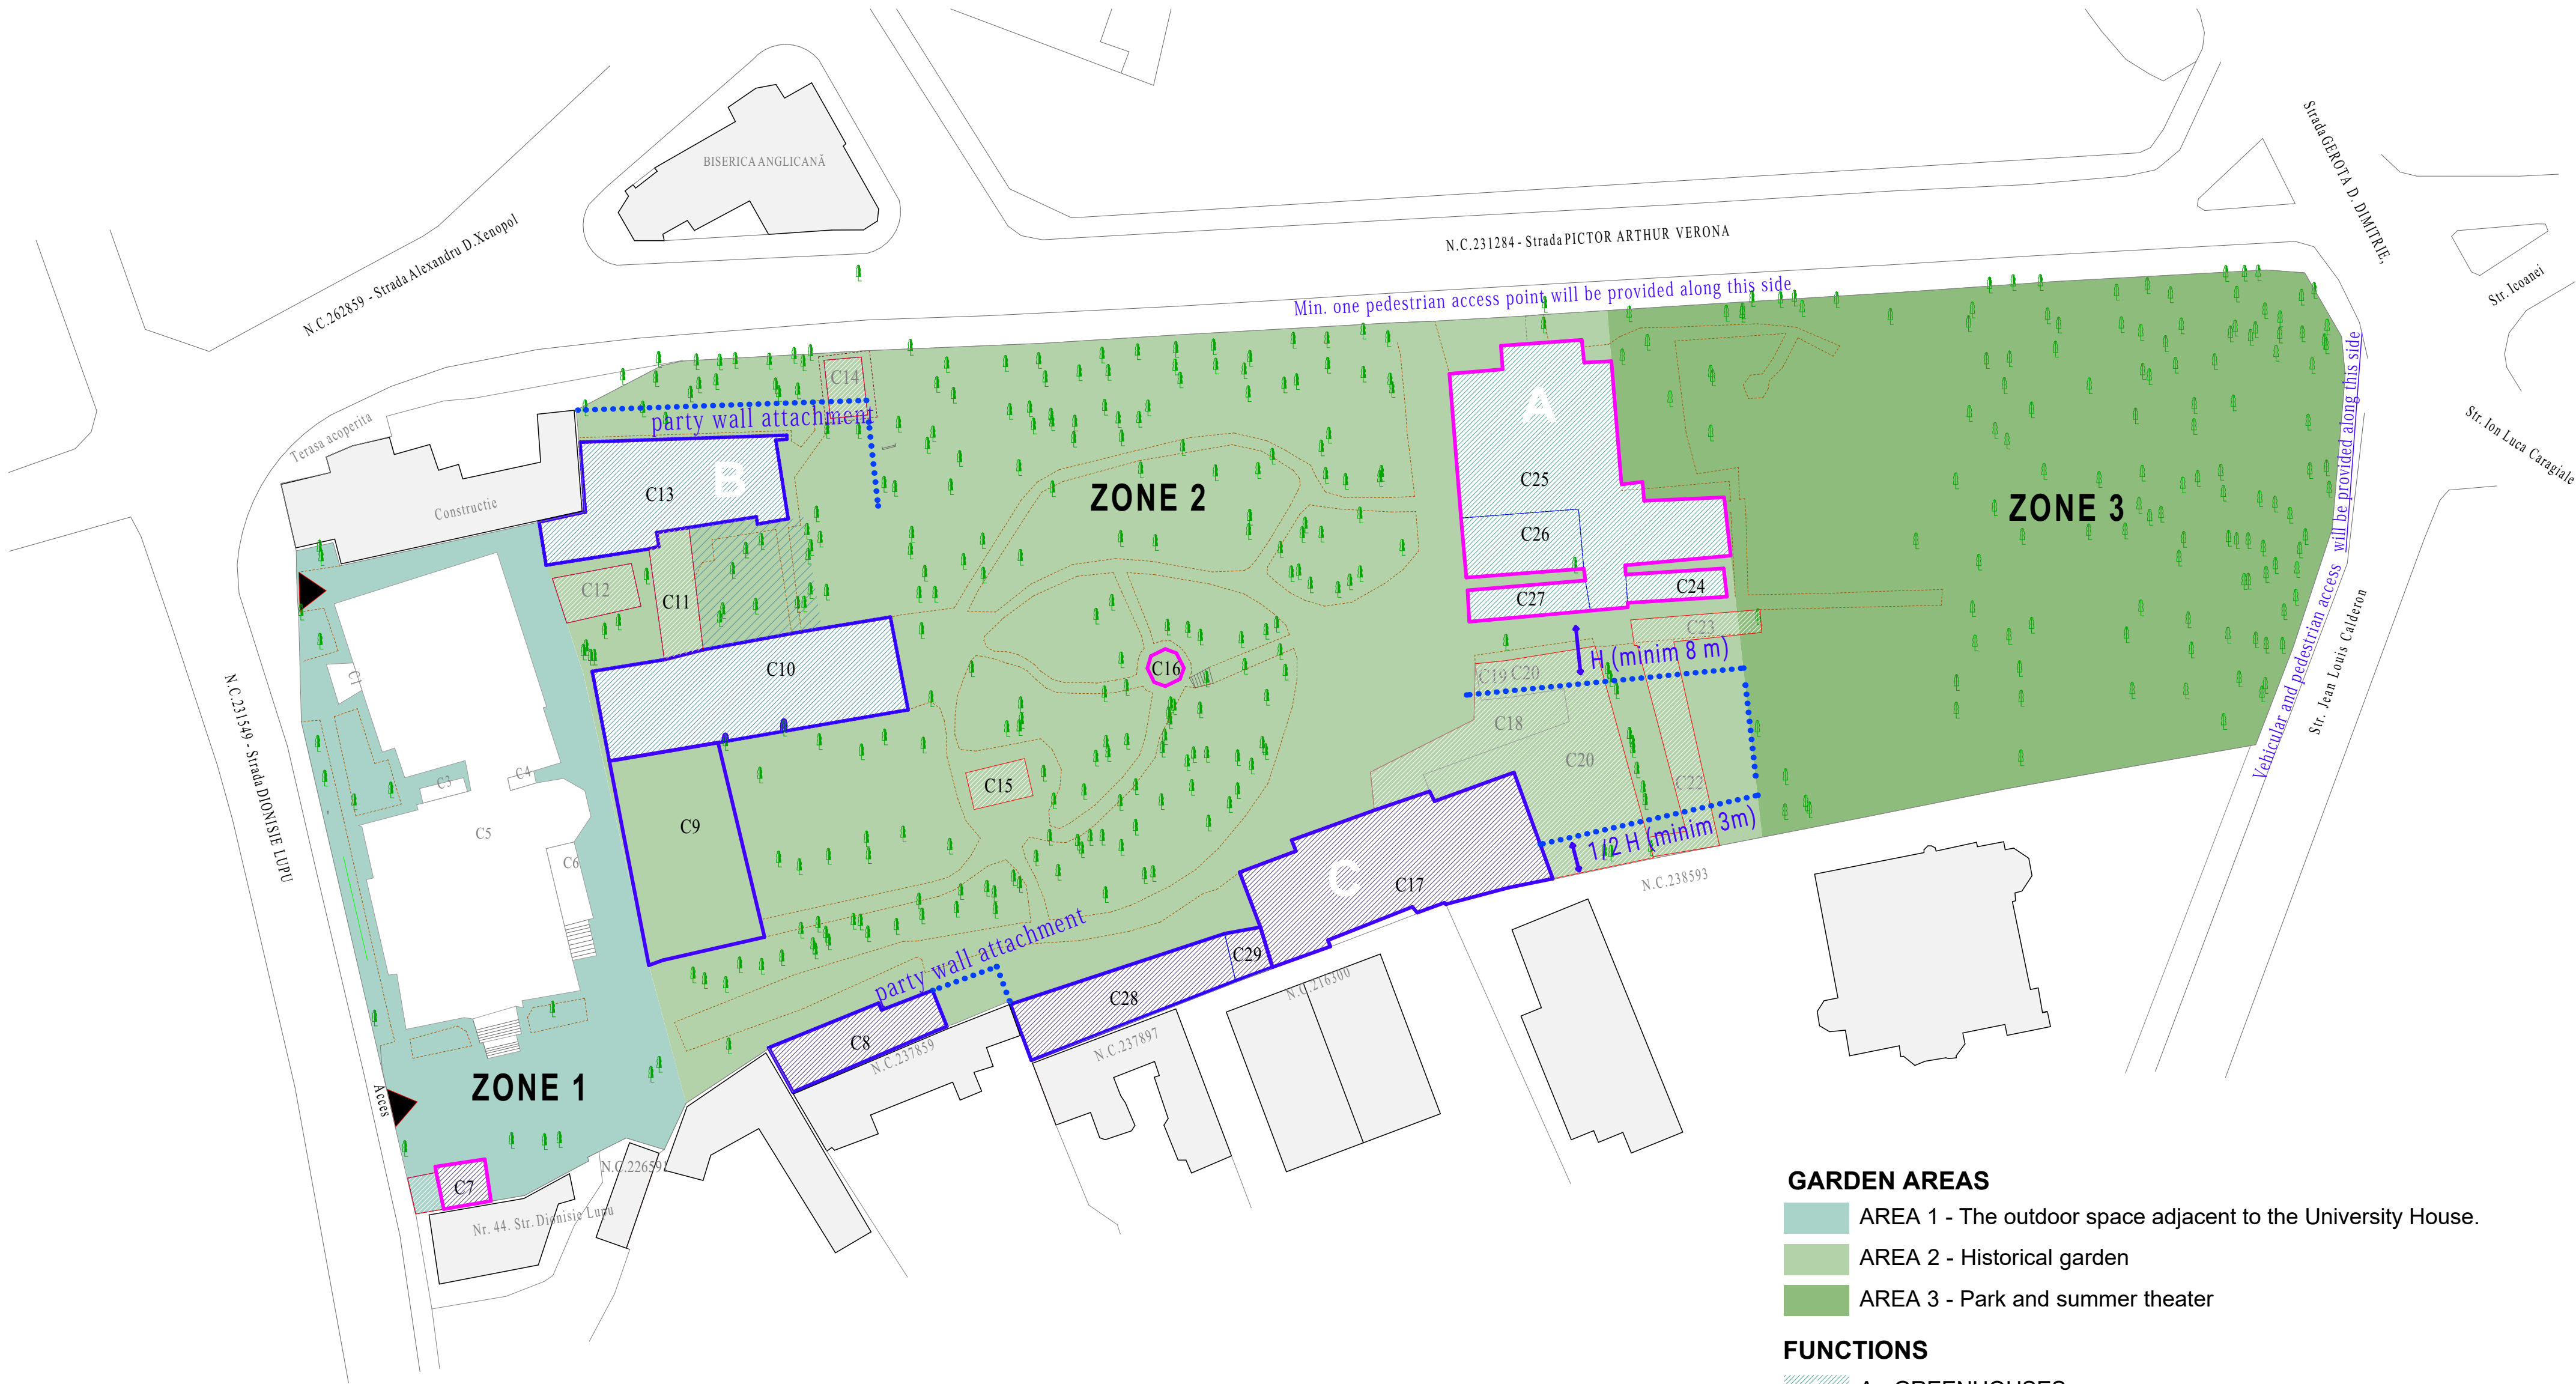 StradaGEROTA D. DIMITRIE,
BISERICA ANGLICANĂ
N.C.262859 - Strada Alexandru D.Xenopol
N.C.231284 - Strada PICTOR ARTHUR VERONA
Min. one pedestrian access point will be provided along this side
Str. Icoanei
Str. Ion Luca Caragiale
Vehicular and pedestrian access will be provided along this side
Str. Jean Louis Calderon
Terasa acoperita
Constructie
C14
party wall attachment
B
C13
A
C25
C26
C27
C24
C23
ZONE 2
ZONE 3
C12
C11
C10
C16
H (minim 8 m)
C19
C20
C18
C20
C22
1/2 H (minim 3m)
N.C.238593
C1
C3
C4
C5
C6
C9
C15
C
C17
N.C.231549 - Strada DIONISIE LUPU
party wall attachment
C29
C28
C8
N.C.216300
N.C.237897
N.C.237859
ZONE 1
Acces
C7
N.C.226591
Nr. 44. Str. Dionisie Lupu
GARDEN AREAS
AREA 1 - The outdoor space adjacent to the University House.
AREA 2 - Historical garden
AREA 3 - Park and summer theater
FUNCTIONS
A - GREENHOUSES